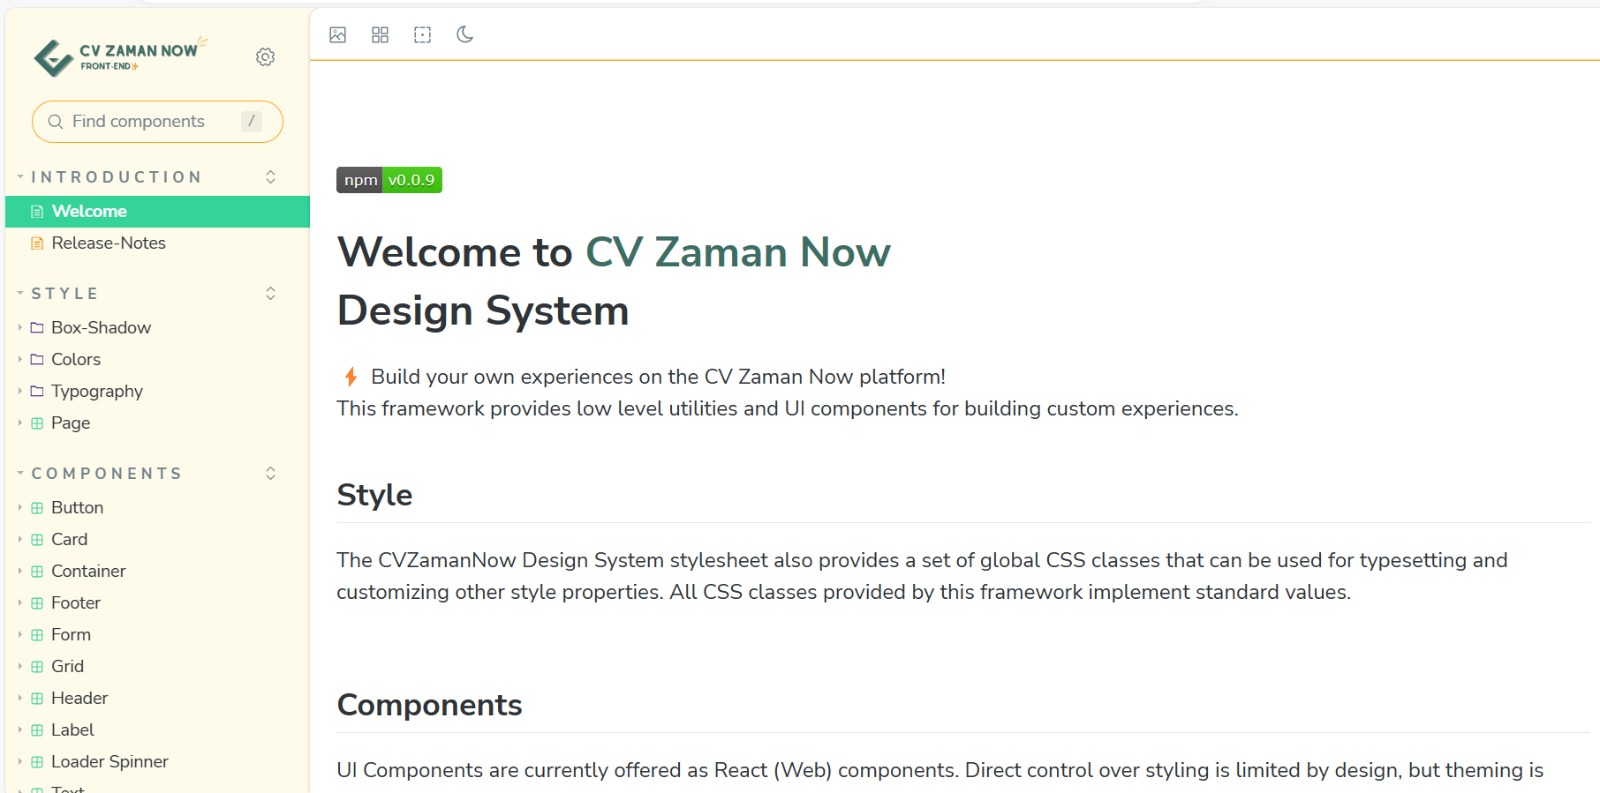 CV ZAMAN NOW
FRONT-END
Find components /
INTRODUCTION
Welcome
Release-Notes
STYLE
Box-Shadow
Colors
Typography
Page
COMPONENTS
Button
Card
Container
Footer
Form
Grid
Header
Label
Loader Spinner
Text
npm v0.0.9
Welcome to CV Zaman Now
Design System
Build your own experiences on the CV Zaman Now platform!
This framework provides low level utilities and UI components for building custom experiences.
Style
The CVZamanNow Design System stylesheet also provides a set of global CSS classes that can be used for typesetting and
customizing other style properties. All CSS classes provided by this framework implement standard values.
Components
UI Components are currently offered as React (Web) components. Direct control over styling is limited by design, but theming is